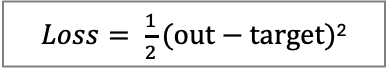 Loss = 1/2 (out − target)²